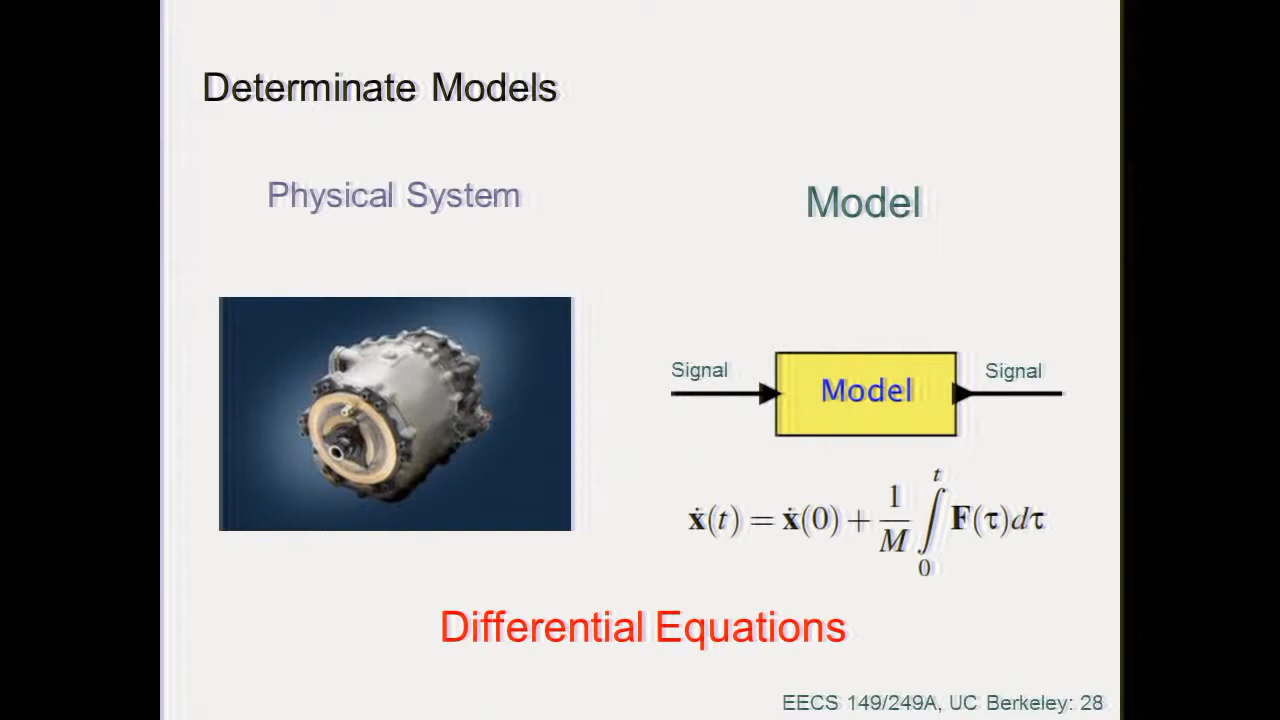 Determinate Models
Physical System
Model
Signal
Model
Signal
ẋ(t) = ẋ(0) + 1/M ∫₀ᵗ F(τ)dτ
Differential Equations
EECS 149/249A, UC Berkeley: 28